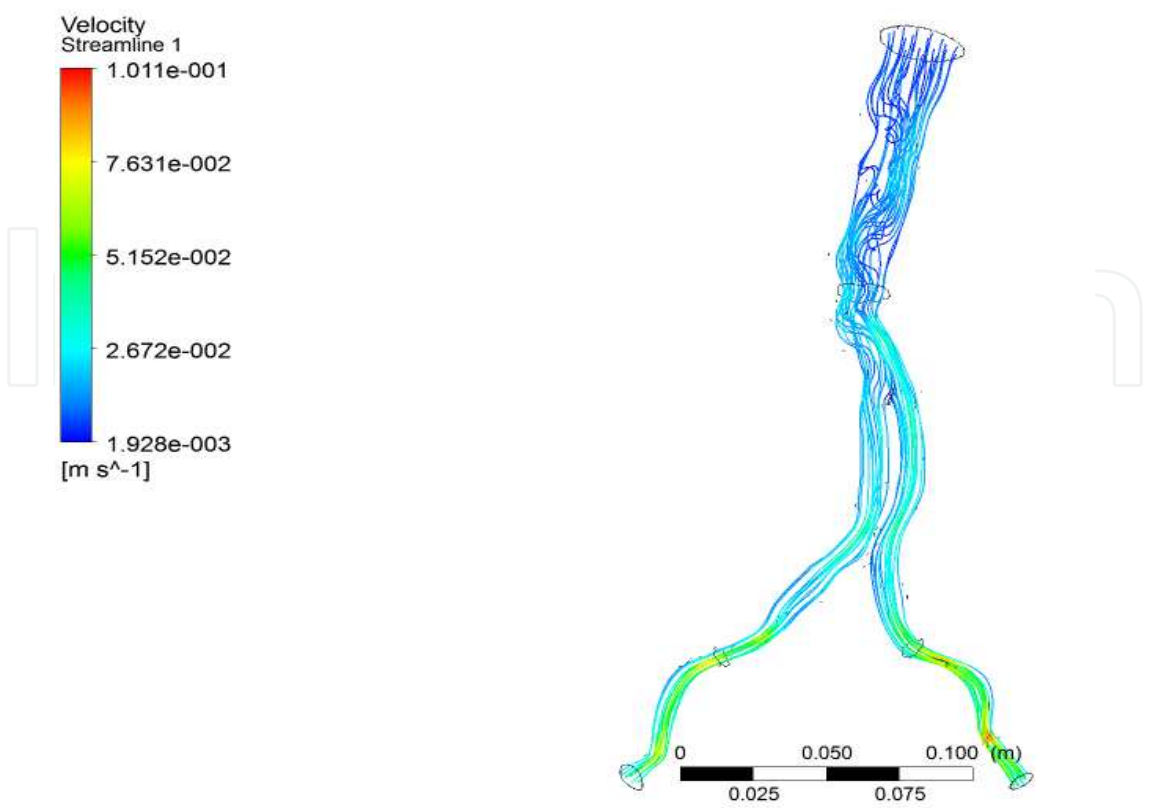 Velocity
Streamline 1
1.011e-001
7.631e-002
5.152e-002
2.672e-002
1.928e-003
[m s^-1]
0 0.050 0.100 (m)
0.025 0.075